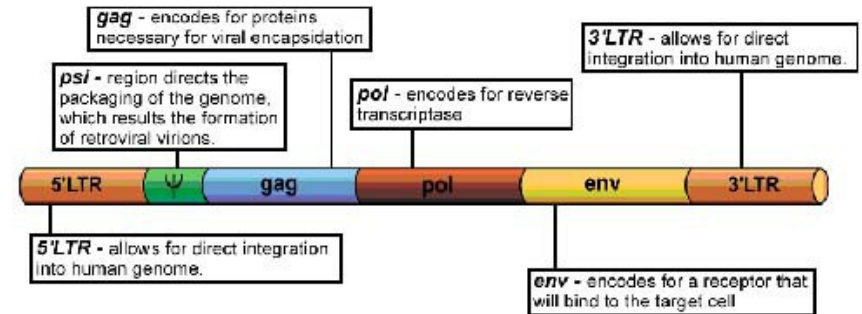 gag - encodes for proteins
necessary for viral encapsidation
3'LTR - allows for direct
integration into human genome.
psi - region directs the
packaging of the genome,
which results the formation
of retroviral virions.
pol - encodes for reverse
transcriptase
5'LTR Ψ gag pol env 3'LTR
5'LTR - allows for direct integration
into human genome.
env - encodes for a receptor that
will bind to the target cell